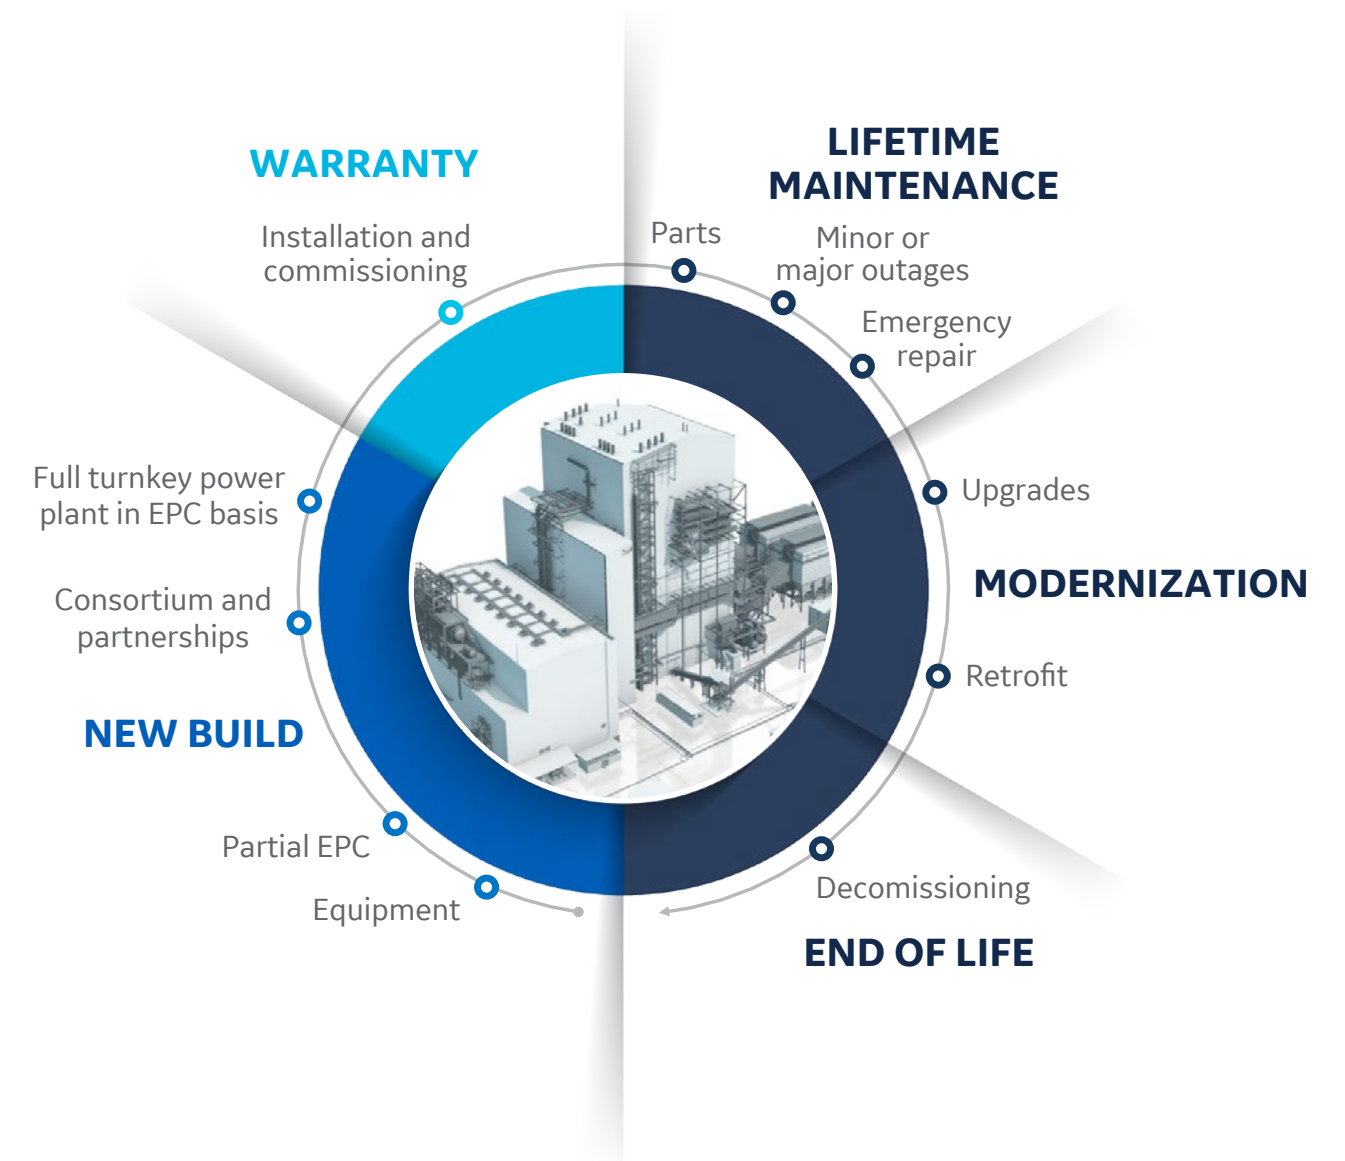 WARRANTY
Installation and
commissioning
LIFETIME
MAINTENANCE
Parts
Minor or
major outages
Emergency
repair
Upgrades
MODERNIZATION
Retrofit
Decomissioning
END OF LIFE
Full turnkey power
plant in EPC basis
Consortium and
partnerships
NEW BUILD
Partial EPC
Equipment